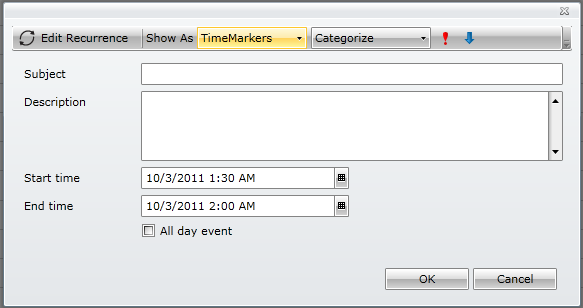 Edit Recurrence Show As TimeMarkers Categorize
Subject
Description
Start time 10/3/2011 1:30 AM
End time 10/3/2011 2:00 AM
All day event
OK Cancel